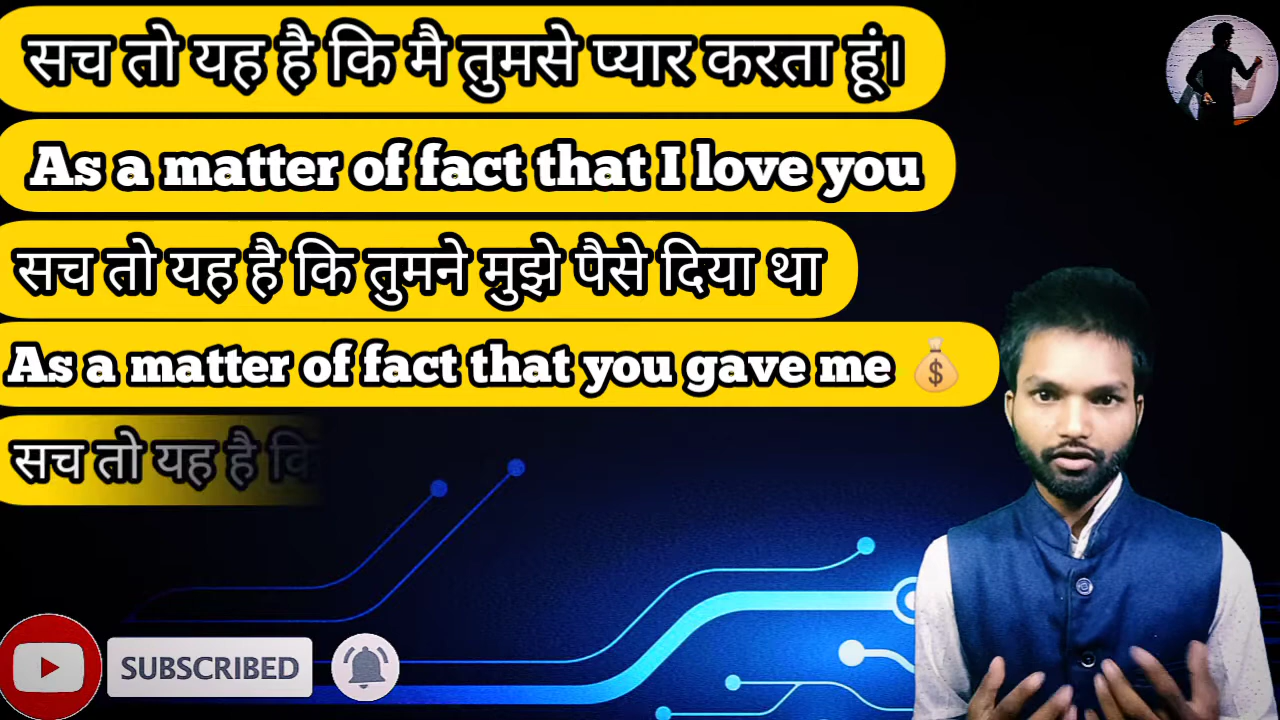 सच तो यह है कि मै तुमसे प्यार करता हूं।
As a matter of fact that I love you
सच तो यह है कि तुमने मुझे पैसे दिया था
As a matter of fact that you gave me 💰
सच तो यह है कि
SUBSCRIBED